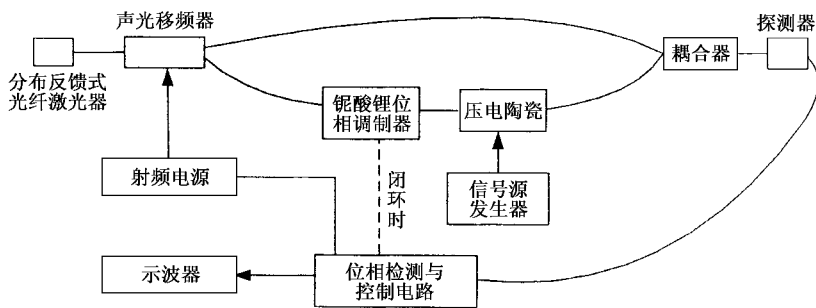 声光移频器
探测器
分布反馈式
光纤激光器
耦合器
铌酸锂位
相调制器
压电陶瓷
射频电源
闭环时
信号源
发生器
示波器
位相检测与
控制电路